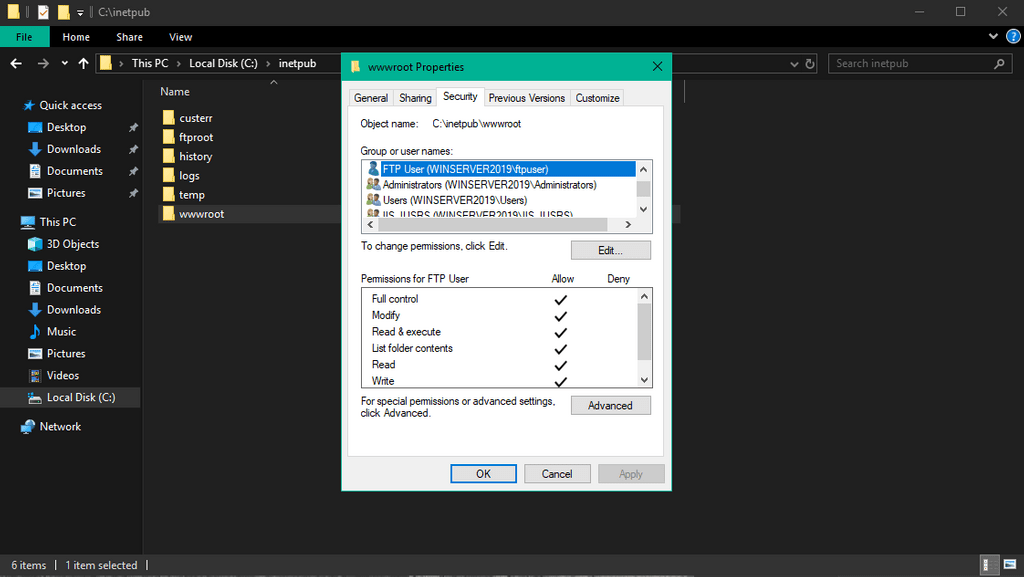 C:\inetpub
File Home Share View
This PC Local Disk (C:) inetpub
Search inetpub
Quick access
Desktop
Downloads
Documents
Pictures
This PC
3D Objects
Desktop
Documents
Downloads
Music
Pictures
Videos
Local Disk (C:)
Network
Name
custerr
ftproot
history
logs
temp
wwwroot
wwwroot Properties
General Sharing Security Previous Versions Customize
Object name: C:\inetpub\wwwroot
Group or user names:
FTP User (WINSERVER2019\ftpuser)
Administrators (WINSERVER2019\Administrators)
Users (WINSERVER2019\Users)
IIS_IUSRS (WINSERVER2019\IIS_IUSRS)
To change permissions, click Edit.
Edit...
Permissions for FTP User Allow Deny
Full control
Modify
Read & execute
List folder contents
Read
Write
For special permissions or advanced settings,
click Advanced.
Advanced
OK Cancel Apply
6 items 1 item selected